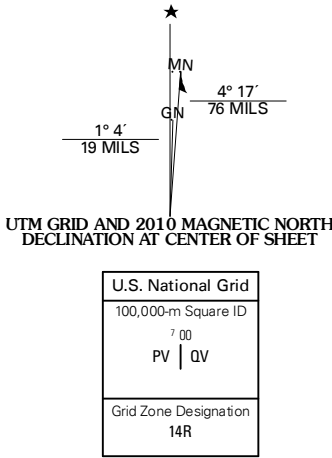 ★
MN
GN
4° 17´
76 MILS
1° 4´
19 MILS
UTM GRID AND 2010 MAGNETIC NORTH
DECLINATION AT CENTER OF SHEET
U.S. National Grid
100,000-m Square ID
7 00
PV | QV
Grid Zone Designation
14R